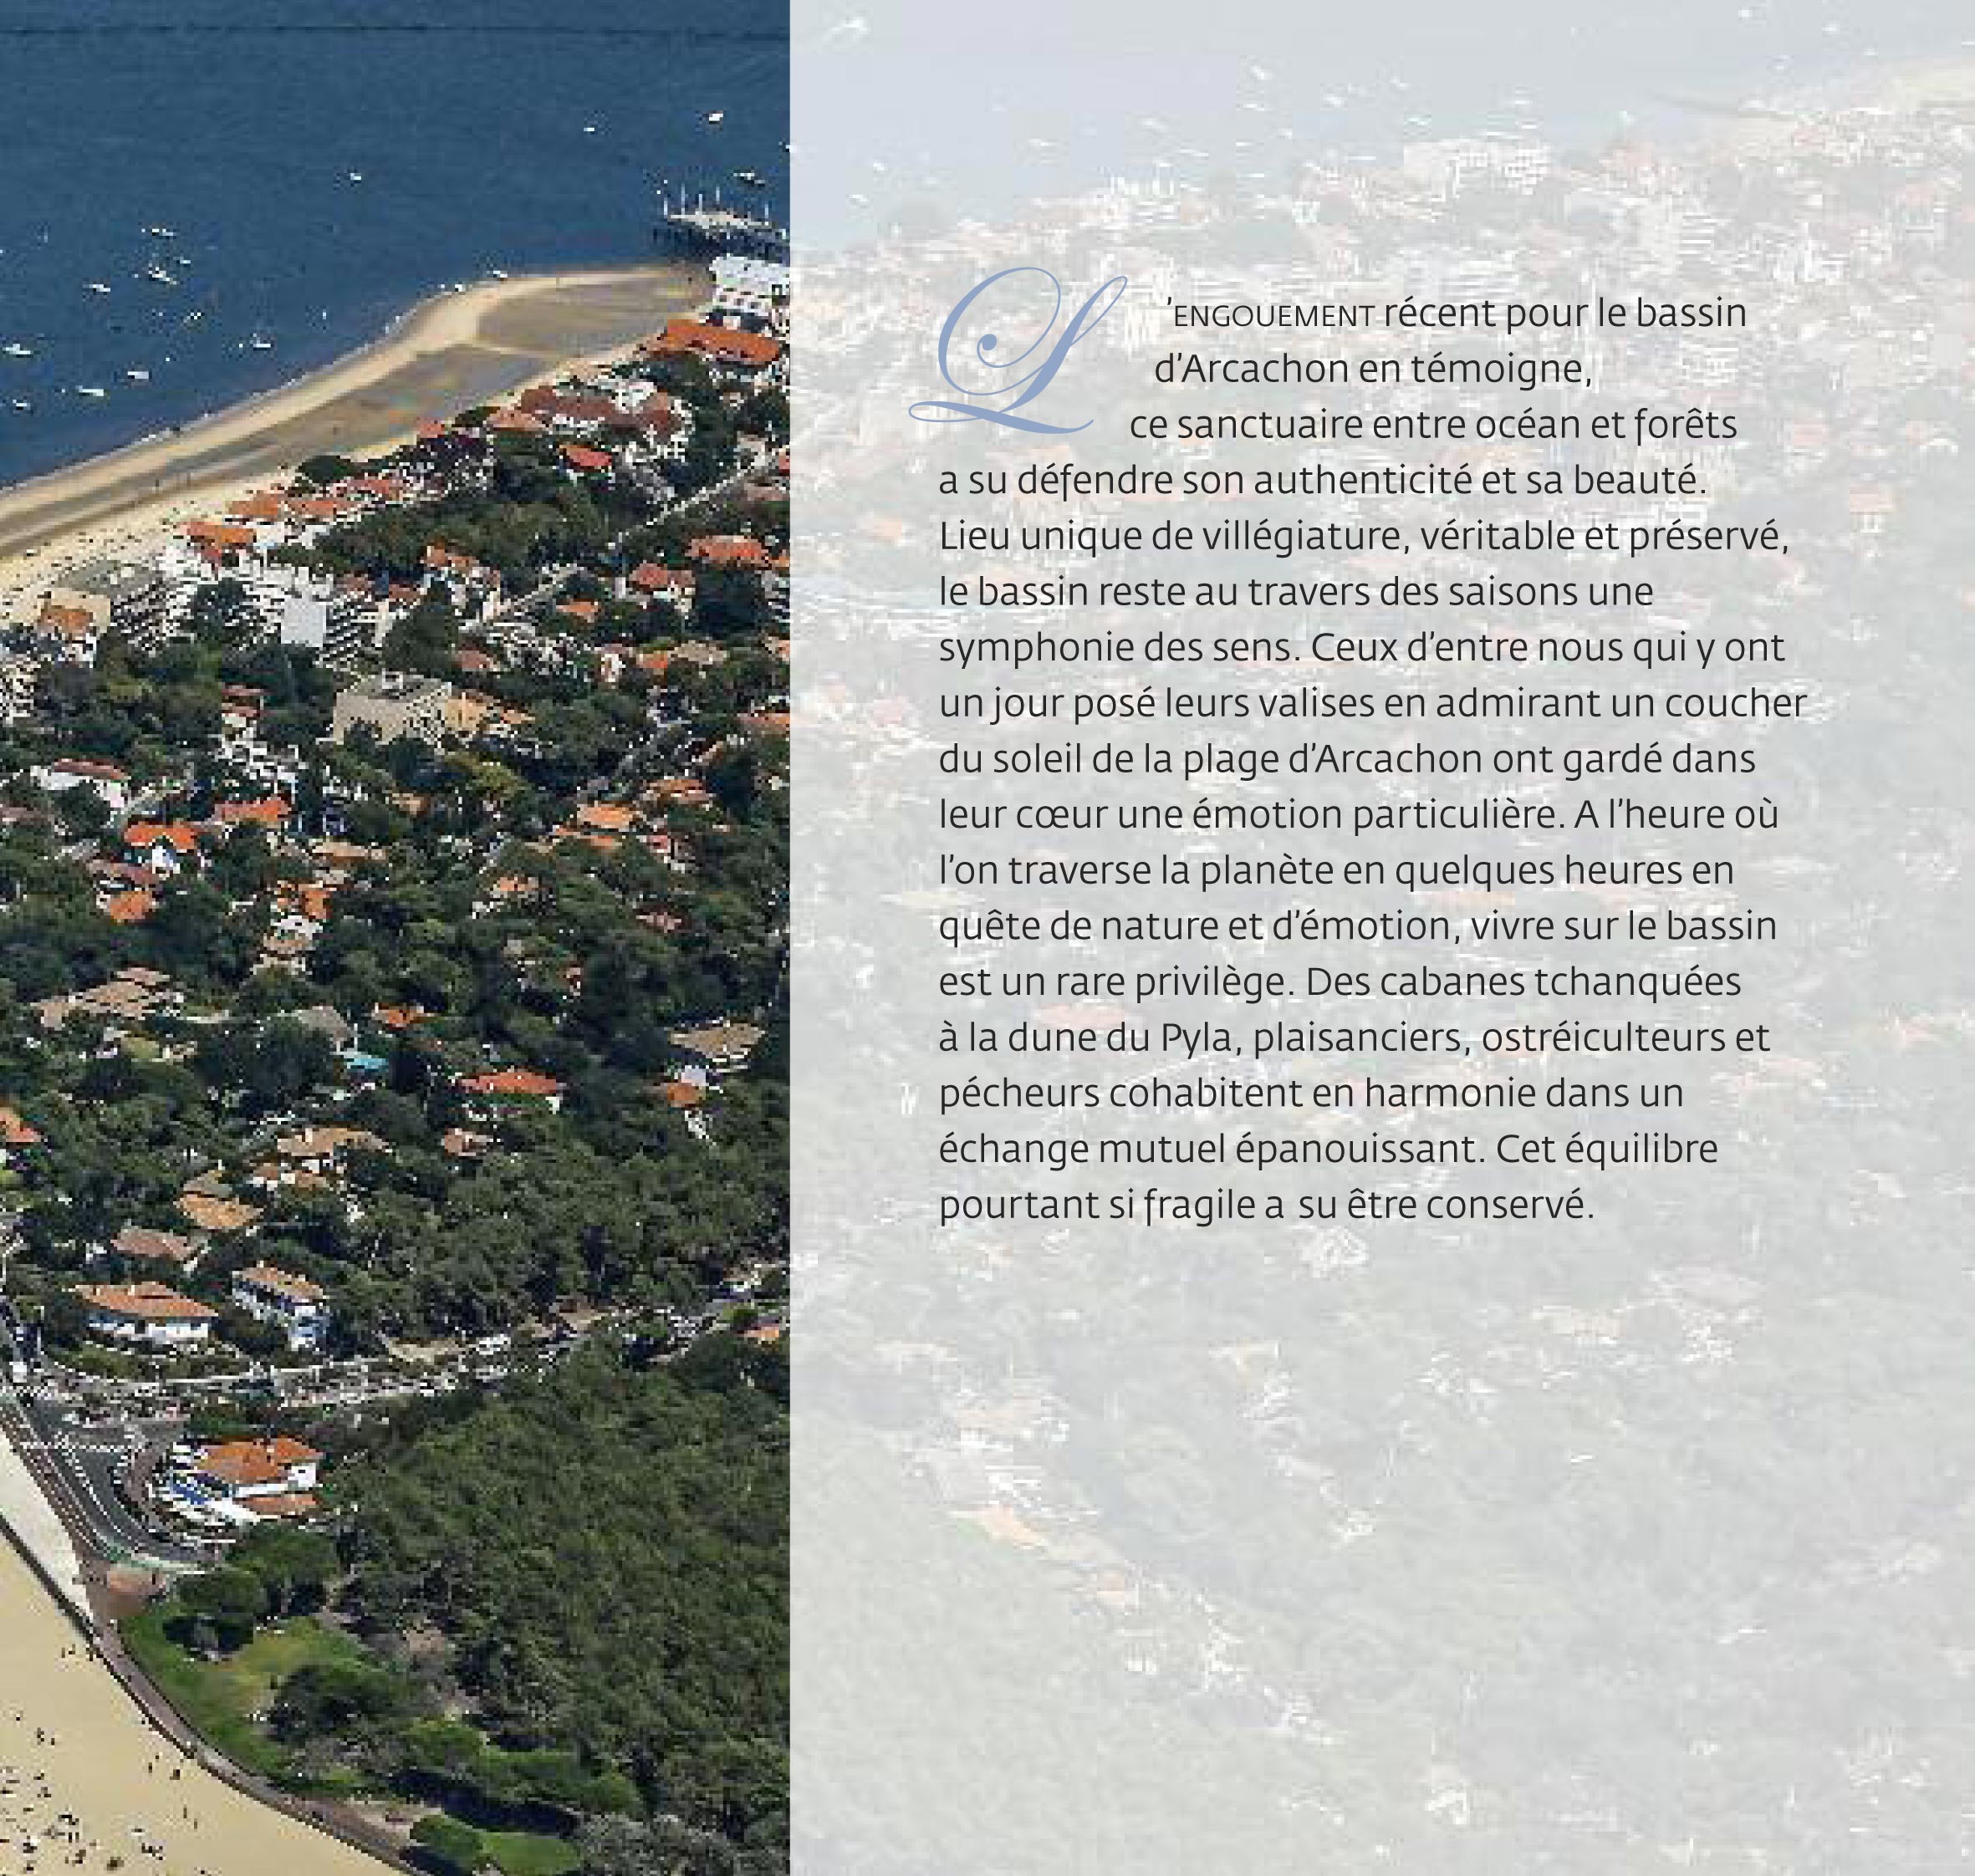 L'ENGOUEMENT récent pour le bassin
d'Arcachon en témoigne,
ce sanctuaire entre océan et forêts
a su défendre son authenticité et sa beauté.
Lieu unique de villégiature, véritable et préservé,
le bassin reste au travers des saisons une
symphonie des sens. Ceux d'entre nous qui y ont
un jour posé leurs valises en admirant un coucher
du soleil de la plage d'Arcachon ont gardé dans
leur cœur une émotion particulière. A l'heure où
l'on traverse la planète en quelques heures en
quête de nature et d'émotion, vivre sur le bassin
est un rare privilège. Des cabanes tchanquées
à la dune du Pyla, plaisanciers, ostréiculteurs et
pécheurs cohabitent en harmonie dans un
échange mutuel épanouissant. Cet équilibre
pourtant si fragile a su être conservé.